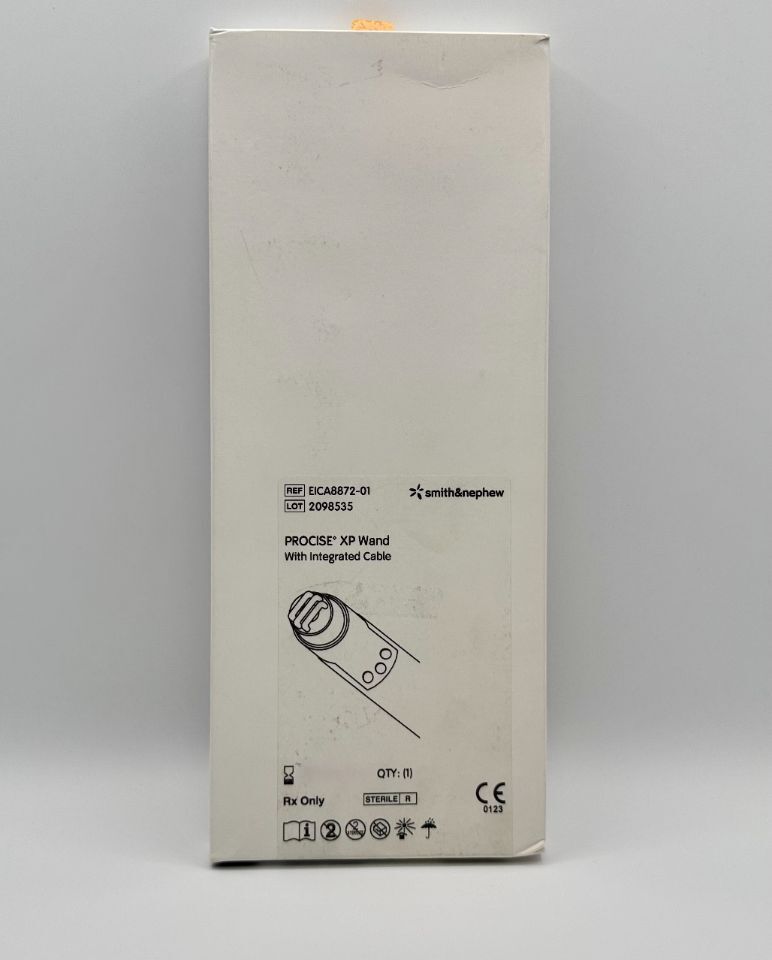 REF EICA8872-01
LOT 2098535
smith&nephew
PROCISE° XP Wand
With Integrated Cable
QTY: (1)
Rx Only
STERILE R
CE
0123
i
2